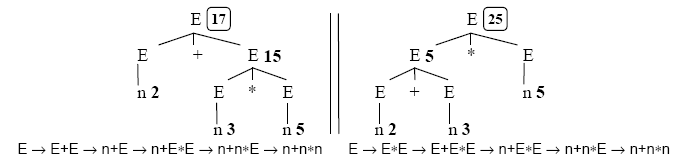 E 17
E + E 15
n 2 E * E
n 3 n 5
E → E+E → n+E → n+E*E → n+n*E → n+n*n
E 25
E 5 * E
E + E n 5
n 2 n 3
E → E*E → E+E*E → n+E*E → n+n*E → n+n*n